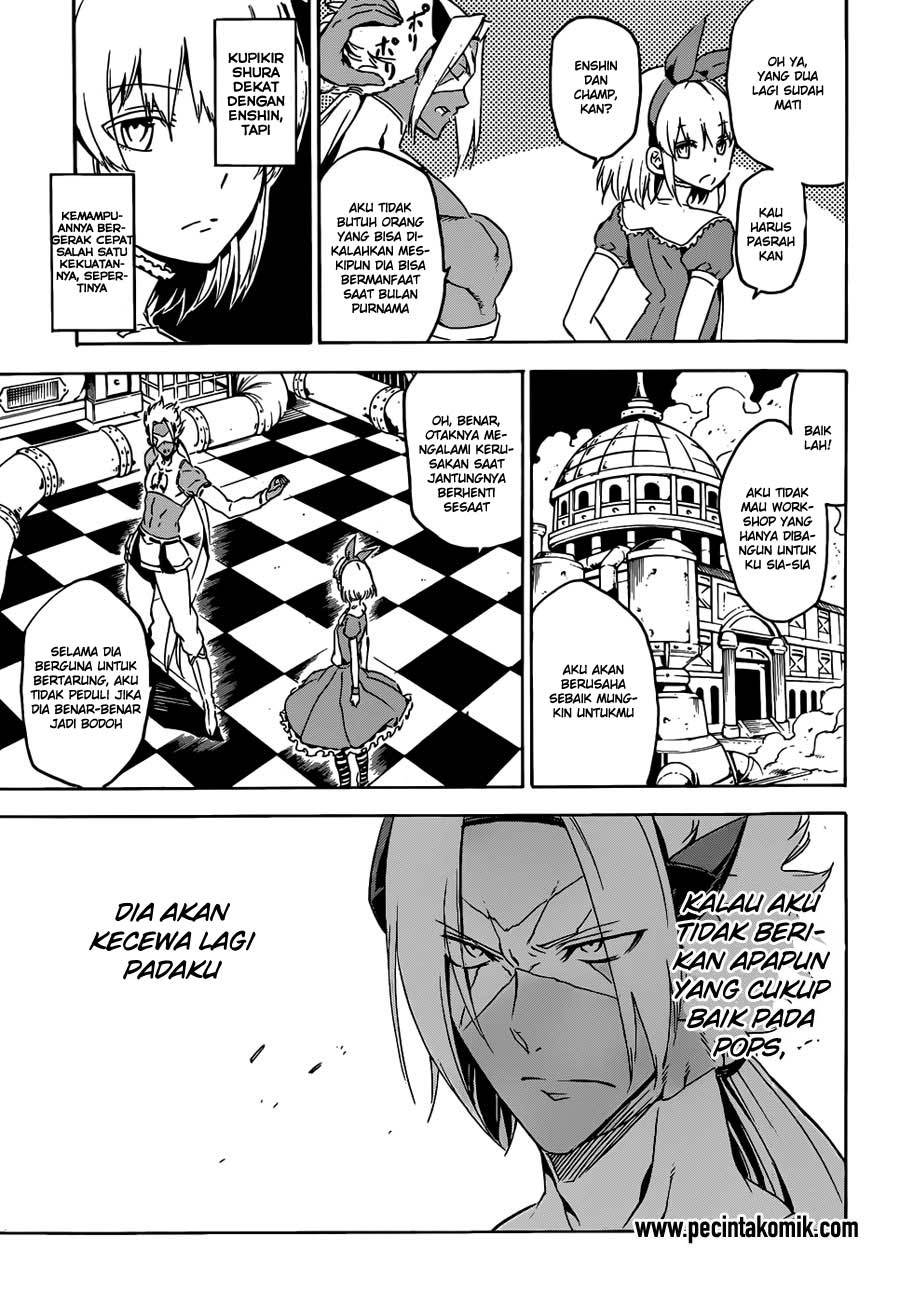 OH YA,
YANG DUA
LAGI SUDAH
MATI
ENSHIN
DAN
CHAMP,
KAN?
KAU
HARUS
PASRAH
KAN
ポリ
ポリ
AKU TIDAK
BUTUH ORANG
YANG BISA DI-
KALAHKAN MES-
KIPUN DIA BISA
BERMANFAAT
SAAT BULAN
PURNAMA
KUPIKIR
SHURA
DEKAT
DENGAN
ENSHIN,
TAPI
KEMAMPU-
ANNYA BER-
GERAK CEPAT
SALAH SATU
KEKUATAN-
NYA, SEPER-
TINYA
BAIK
LAH!
AKU TIDAK
MAU WORK-
SHOP YANG
HANYA DIBA-
NGUN UNTUK
KU SIA-SIA
AKU AKAN
BERUSAHA
SEBAIK MUNG-
KIN UNTUKMU
OH, BENAR,
OTAKNYA ME-
NGALAMI KERU-
SAKAN SAAT
JANTUNGNYA
BERHENTI
SESAAT
SELAMA DIA
BERGUNA UNTUK
BERTARUNG, AKU
TIDAK PEDULI JIKA
DIA BENAR-BENAR
JADI BODOH
KALAU AKU
TIDAK BERI-
KAN APAPUN
YANG CUKUP
BAIK PADA
POPS,
DIA AKAN
KECEWA LAGI
PADAKU
www.pecintakomik.com